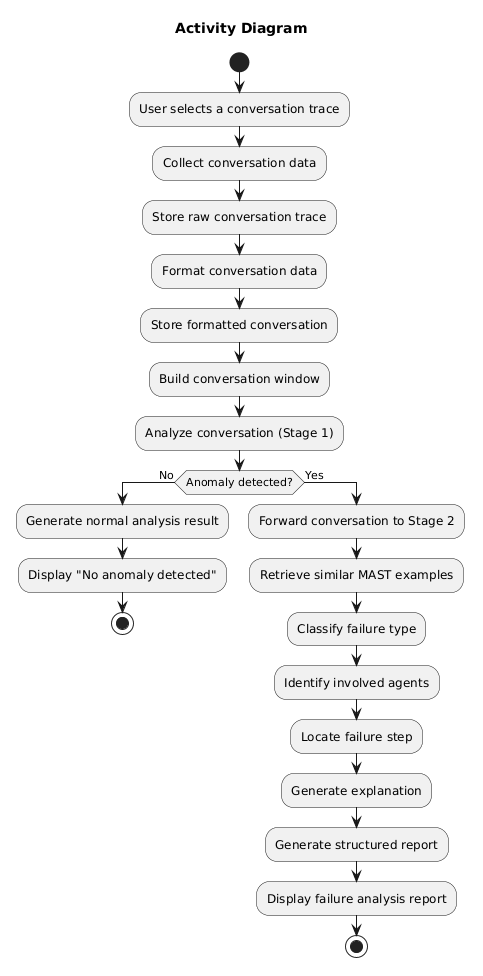 Activity Diagram
User selects a conversation trace
Collect conversation data
Store raw conversation trace
Format conversation data
Store formatted conversation
Build conversation window
Analyze conversation (Stage 1)
No
Anomaly detected?
Yes
Generate normal analysis result
Display "No anomaly detected"
Forward conversation to Stage 2
Retrieve similar MAST examples
Classify failure type
Identify involved agents
Locate failure step
Generate explanation
Generate structured report
Display failure analysis report